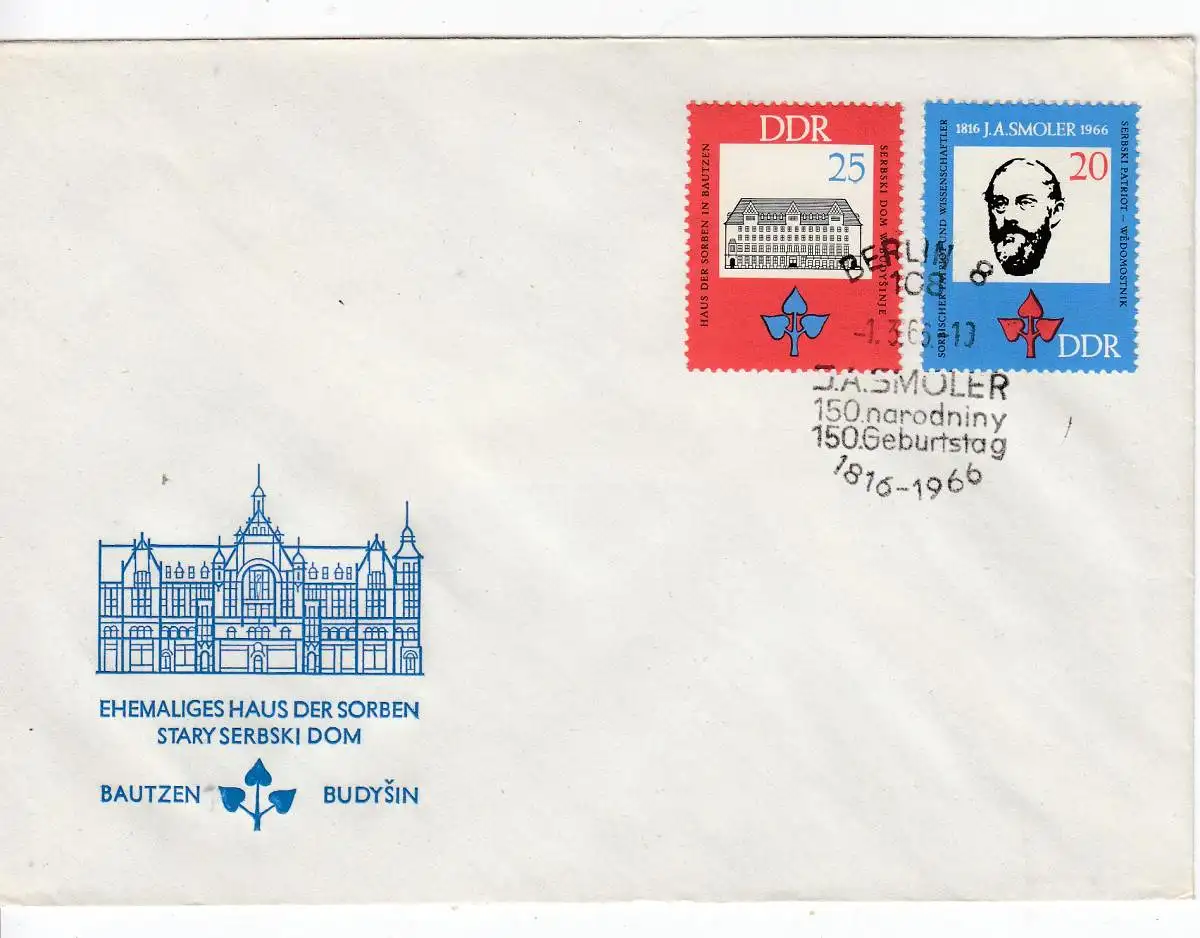 DDR
25
HAUS DER SORBEN IN BAUTZEN
SERBSKI DOM W BUDYŠINJE
1816 J.A.SMOLER 1966
20
SORBISCHER PATRIOT UND WISSENSCHAFTLER
SERBSKI PATRIOT – WĚDOMOSTNIK
DDR
BERLIN
108 8
-1.3.66.-10
J.A.SMOLER
150.narodniny
150.Geburtstag
1816-1966
EHEMALIGES HAUS DER SORBEN
STARY SERBSKI DOM
BAUTZEN BUDYŠIN